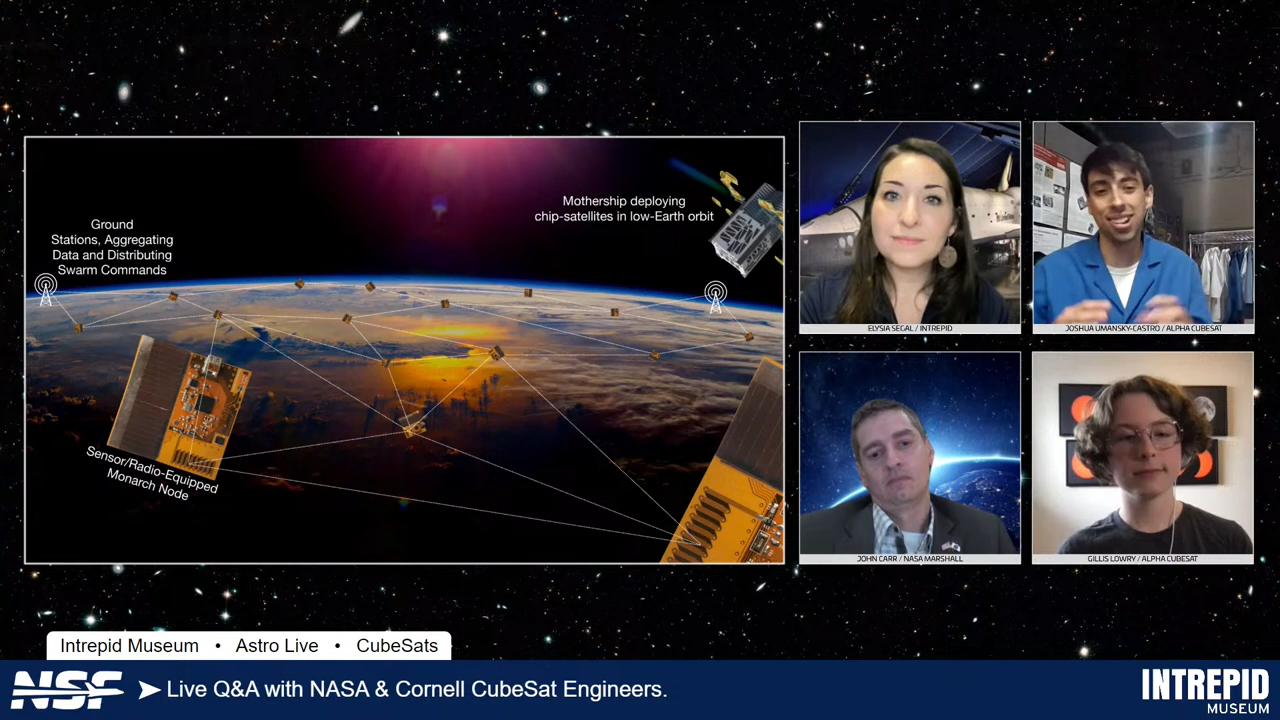 Ground
Stations, Aggregating
Data and Distributing
Swarm Commands
Mothership deploying
chip-satellites in low-Earth orbit
Sensor/Radio-Equipped
Monarch Node
ELYSIA SEGAL / INTREPID
JOSHUA UMANSKY-CASTRO / ALPHA CUBESAT
JOHN CARR / NASA MARSHALL
GILLIS LOWRY / ALPHA CUBESAT
Intrepid Museum • Astro Live • CubeSats
NSF
Live Q&A with NASA & Cornell CubeSat Engineers.
INTREPID
MUSEUM